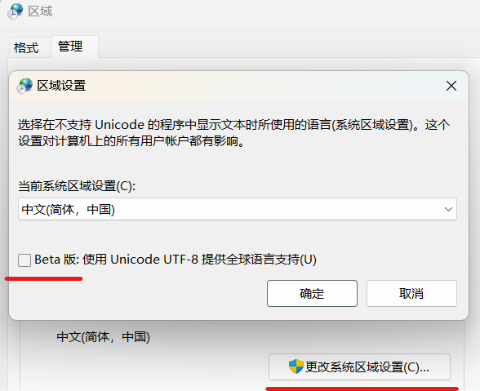 区域
格式
管理
区域设置
选择在不支持 Unicode 的程序中显示文本时所使用的语言(系统区域设置)。这个
设置对计算机上的所有用户帐户都有影响。
当前系统区域设置(C):
中文(简体，中国)
Beta 版: 使用 Unicode UTF-8 提供全球语言支持(U)
确定
取消
中文(简体，中国)
更改系统区域设置(C)...